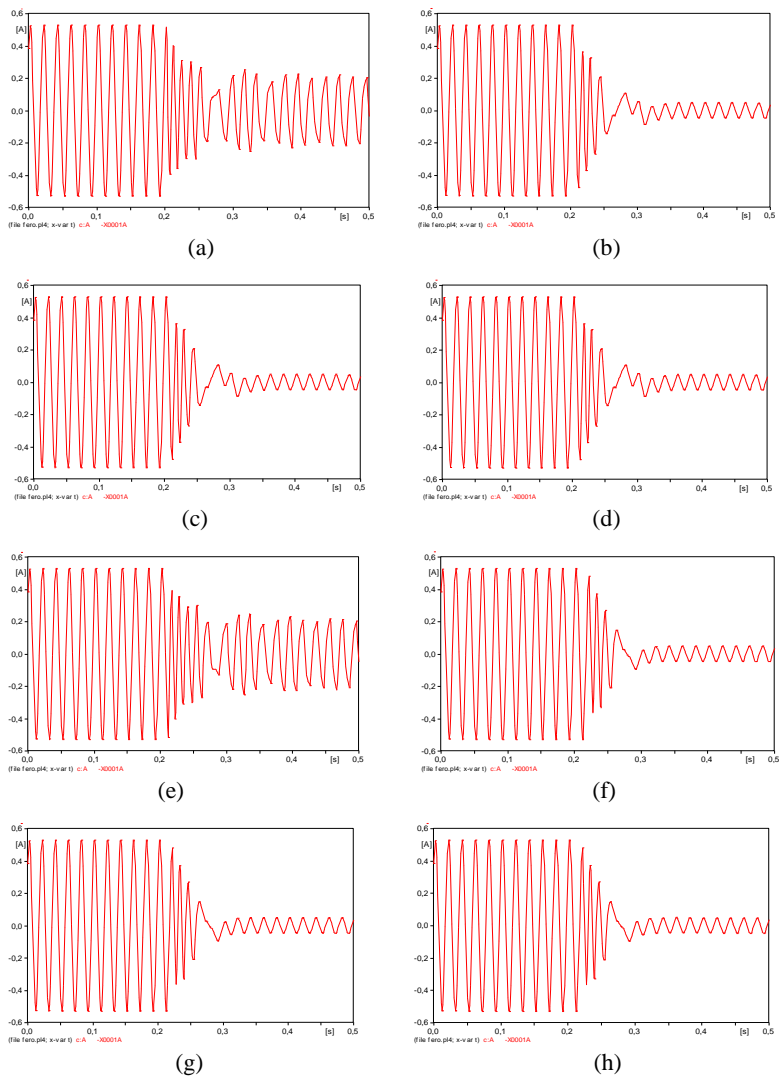 0,6 0,6
[A] [A]
0,4 0,4
0,2 0,2
0,0 0,0
-0,2 -0,2
-0,4 -0,4
-0,6 -0,6
0,0 0,1 0,2 0,3 0,4 [s] 0,5 0,0 0,1 0,2 0,3 0,4 [s] 0,5
(file fero.pl4; x-var t) c:A -X0001A (file fero.pl4; x-var t) c:A -X0001A
(a) (b)
0,6 0,6
[A] [A]
0,4 0,4
0,2 0,2
0,0 0,0
-0,2 -0,2
-0,4 -0,4
-0,6 -0,6
0,0 0,1 0,2 0,3 0,4 [s] 0,5 0,0 0,1 0,2 0,3 0,4 [s] 0,5
(file fero.pl4; x-var t) c:A -X0001A (file fero.pl4; x-var t) c:A -X0001A
(c) (d)
0,6 0,6
[A] [A]
0,4 0,4
0,2 0,2
0,0 0,0
-0,2 -0,2
-0,4 -0,4
-0,6 -0,6
0,0 0,1 0,2 0,3 0,4 [s] 0,5 0,0 0,1 0,2 0,3 0,4 [s] 0,5
(file fero.pl4; x-var t) c:A -X0001A (file fero.pl4; x-var t) c:A -X0001A
(e) (f)
0,6 0,6
[A] [A]
0,4 0,4
0,2 0,2
0,0 0,0
-0,2 -0,2
-0,4 -0,4
-0,6 -0,6
0,0 0,1 0,2 0,3 0,4 [s] 0,5 0,0 0,1 0,2 0,3 0,4 [s] 0,5
(file fero.pl4; x-var t) c:A -X0001A (file fero.pl4; x-var t) c:A -X0001A
(g) (h)